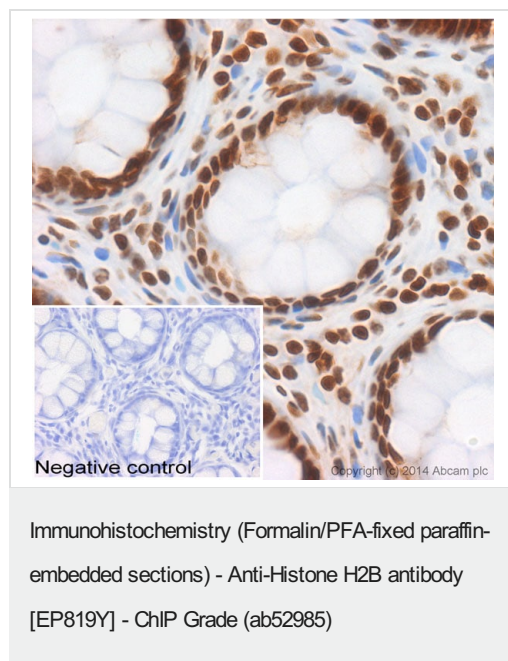 Negative control
Copyright (c) 2014 Abcam plc
Immunohistochemistry (Formalin/PFA-fixed paraffin-
embedded sections) - Anti-Histone H2B antibody
[EP819Y] - ChIP Grade (ab52985)